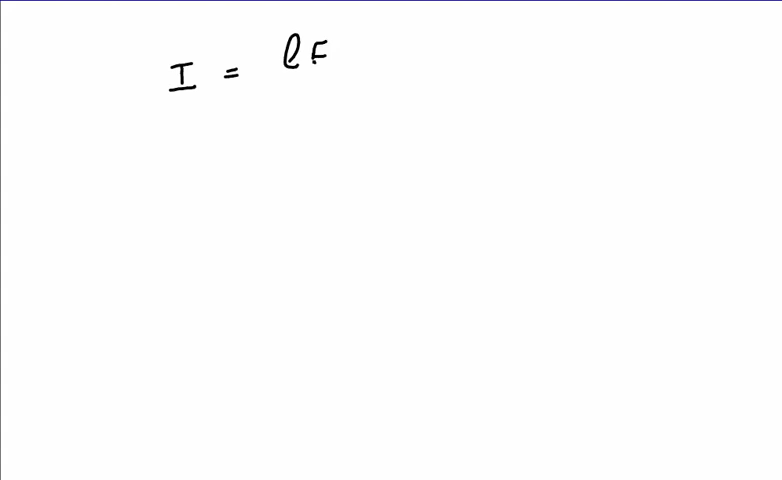 I = lF